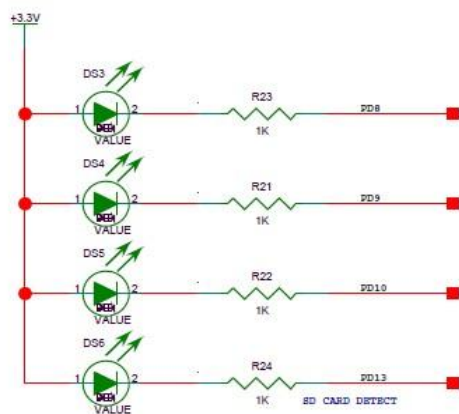 +3.3V
DS3
R23
PD8
1
2
1K
VALUE
DS4
R21
PD9
1
2
1K
VALUE
DS5
R22
PD10
1
2
1K
VALUE
DS6
R24
PD13
1
2
1K
SD CARD DETECT
VALUE